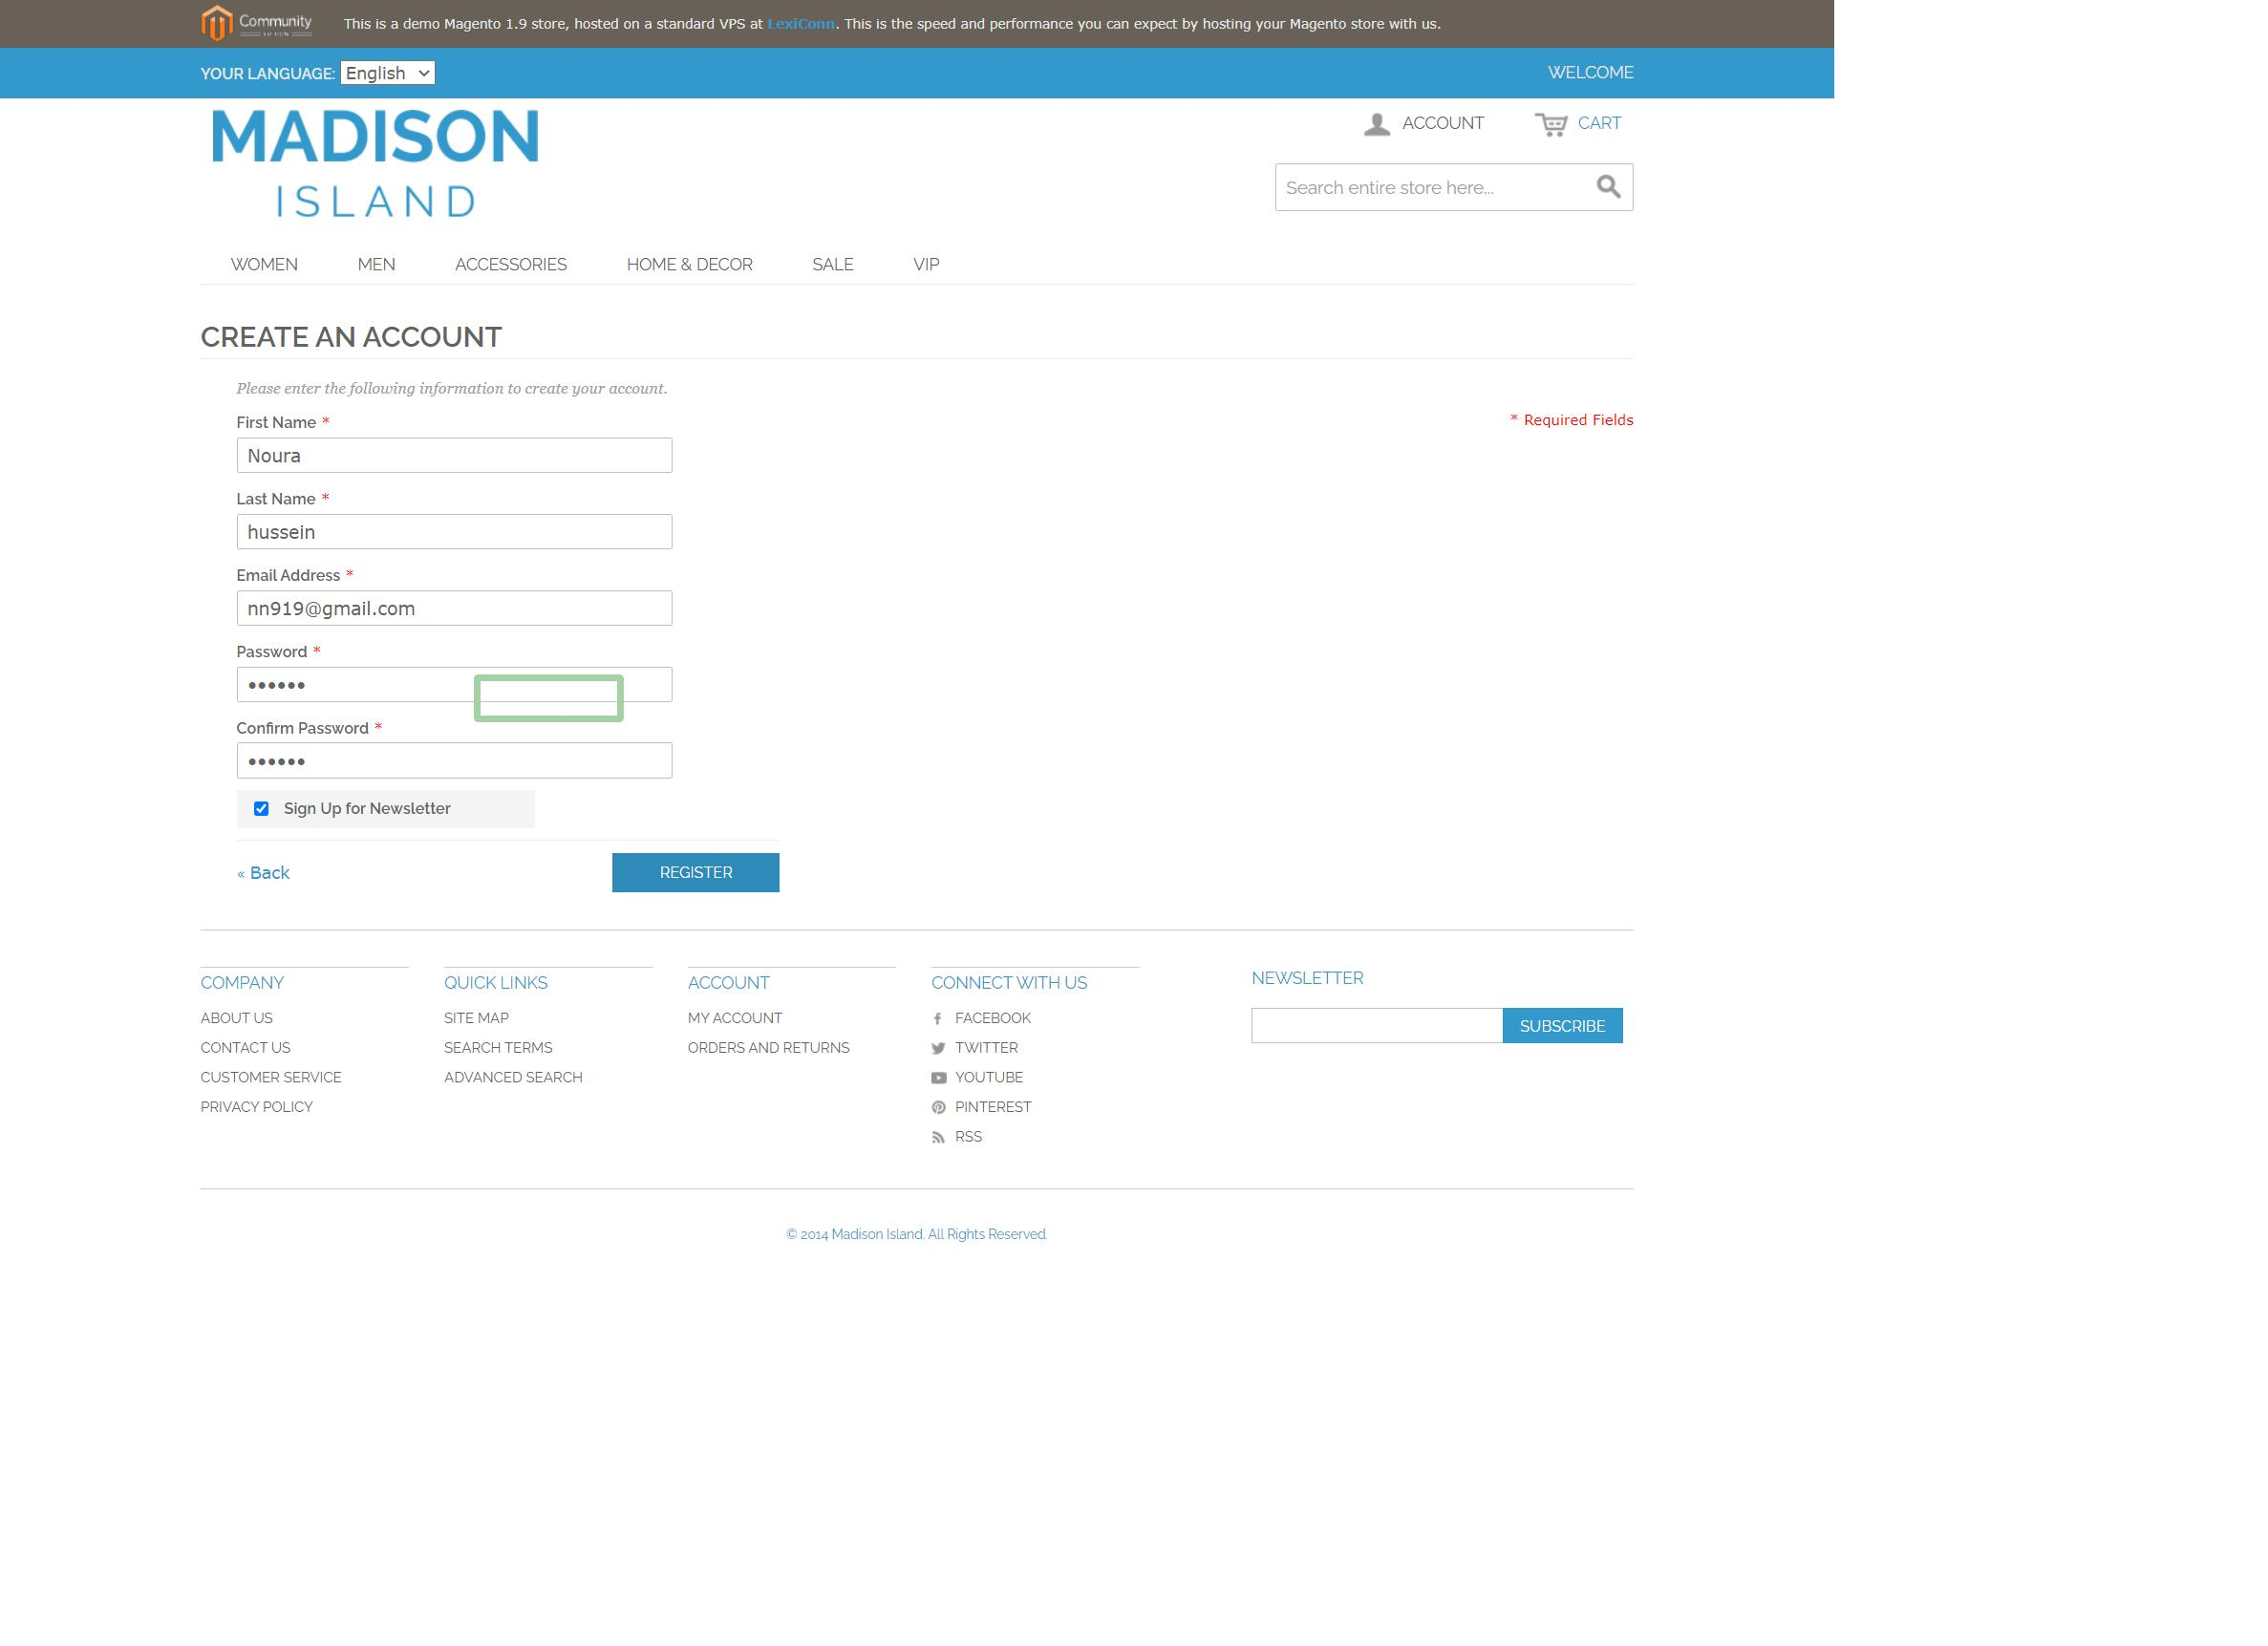 Community
This is a demo Magento 1.9 store, hosted on a standard VPS at LexiConn. This is the speed and performance you can expect by hosting your Magento store with us.
YOUR LANGUAGE: English
WELCOME
MADISON
ISLAND
ACCOUNT
CART
Search entire store here...
WOMEN MEN ACCESSORIES HOME & DECOR SALE VIP
CREATE AN ACCOUNT
Please enter the following information to create your account.
* Required Fields
First Name *
Noura
Last Name *
hussein
Email Address *
nn919@gmail.com
Password *
••••••
Confirm Password *
••••••
Sign Up for Newsletter
« Back
REGISTER
COMPANY
ABOUT US
CONTACT US
CUSTOMER SERVICE
PRIVACY POLICY
QUICK LINKS
SITE MAP
SEARCH TERMS
ADVANCED SEARCH
ACCOUNT
MY ACCOUNT
ORDERS AND RETURNS
CONNECT WITH US
FACEBOOK
TWITTER
YOUTUBE
PINTEREST
RSS
NEWSLETTER
SUBSCRIBE
© 2014 Madison Island. All Rights Reserved.